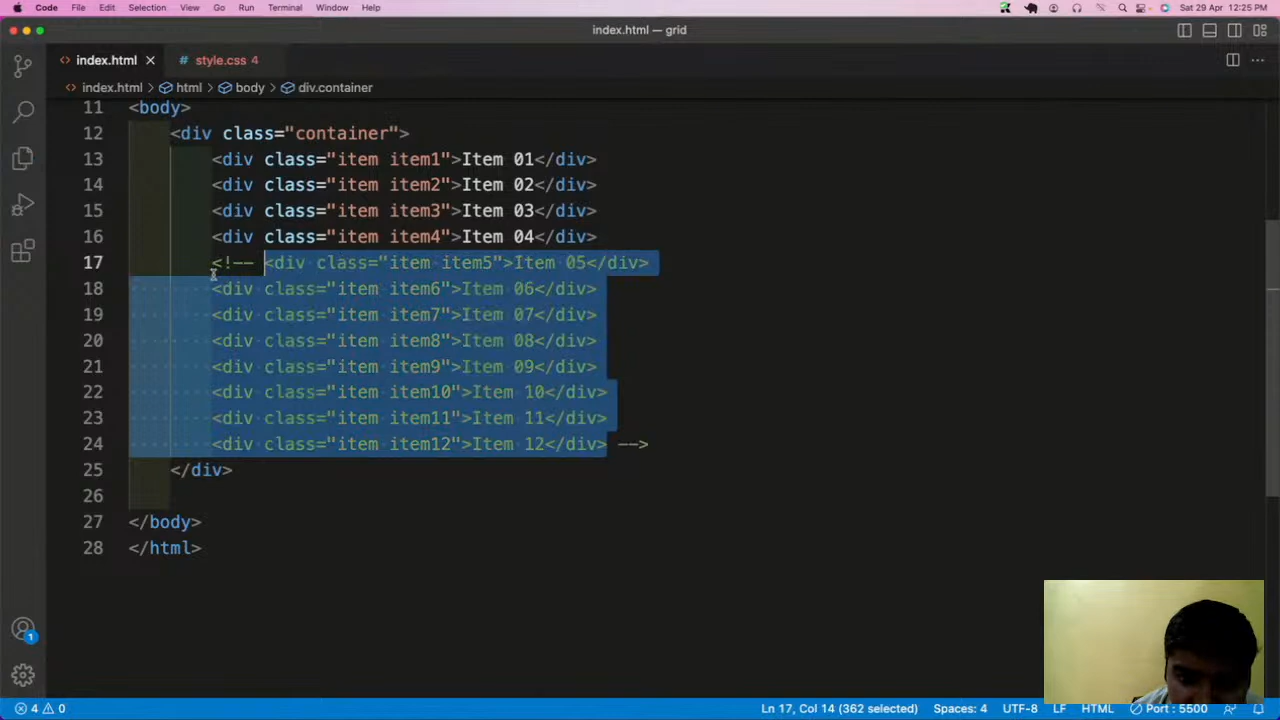 Code File Edit Selection View Go Run Terminal Window Help Sat 29 Apr 12:25 PM
index.html — grid
index.html style.css 4
index.html > html > body > div.container
11 <body>
12 <div class="container">
13 <div class="item item1">Item 01</div>
14 <div class="item item2">Item 02</div>
15 <div class="item item3">Item 03</div>
16 <div class="item item4">Item 04</div>
17 <!-- <div class="item item5">Item 05</div>
18 <div class="item item6">Item 06</div>
19 <div class="item item7">Item 07</div>
20 <div class="item item8">Item 08</div>
21 <div class="item item9">Item 09</div>
22 <div class="item item10">Item 10</div>
23 <div class="item item11">Item 11</div>
24 <div class="item item12">Item 12</div> -->
25 </div>
26
27 </body>
28 </html>
1
4 0 Ln 17, Col 14 (362 selected) Spaces: 4 UTF-8 LF HTML Port : 5500